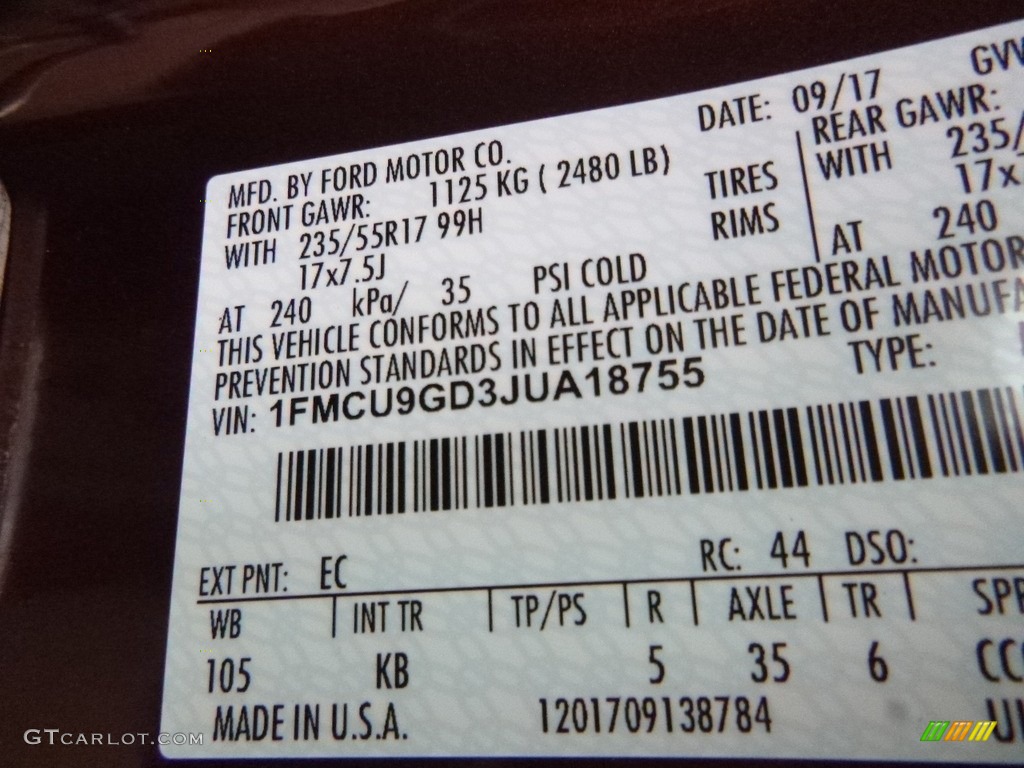 DATE: 09/17 GVW
MFD. BY FORD MOTOR CO.
FRONT GAWR: 1125 KG ( 2480 LB) REAR GAWR:
WITH 235/55R17 99H TIRES WITH 235/
17x7.5J RIMS 17x
AT 240 kPa/ 35 PSI COLD AT 240
THIS VEHICLE CONFORMS TO ALL APPLICABLE FEDERAL MOTOR
PREVENTION STANDARDS IN EFFECT ON THE DATE OF MANUFA
VIN: 1FMCU9GD3JUA18755 TYPE:
EXT PNT: EC RC: 44 DSO:
WB INT TR TP/PS R AXLE TR SPR
105 KB 5 35 6 CC
MADE IN U.S.A. 1201709138784
GTCARLOT.COM